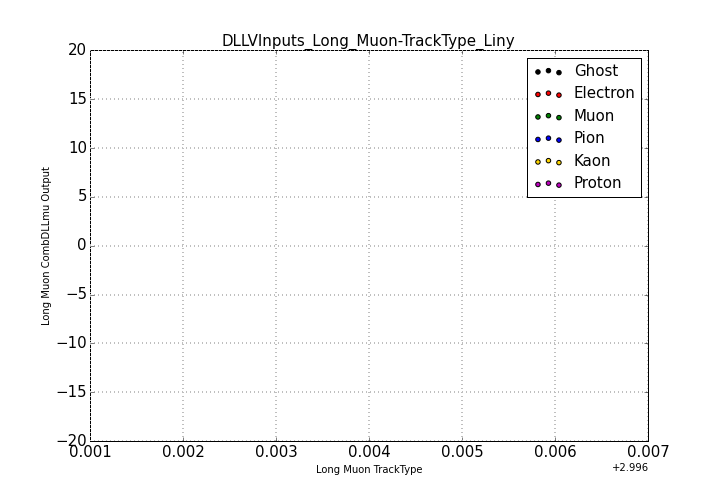 DLLVInputs_Long_Muon-TrackType_Liny
20
15
10
5
0
−5
−10
−15
−20
Long Muon CombDLLmu Output
Ghost
Electron
Muon
Pion
Kaon
Proton
0.001 0.002 0.003 0.004 0.005 0.006 0.007
Long Muon TrackType
+2.996